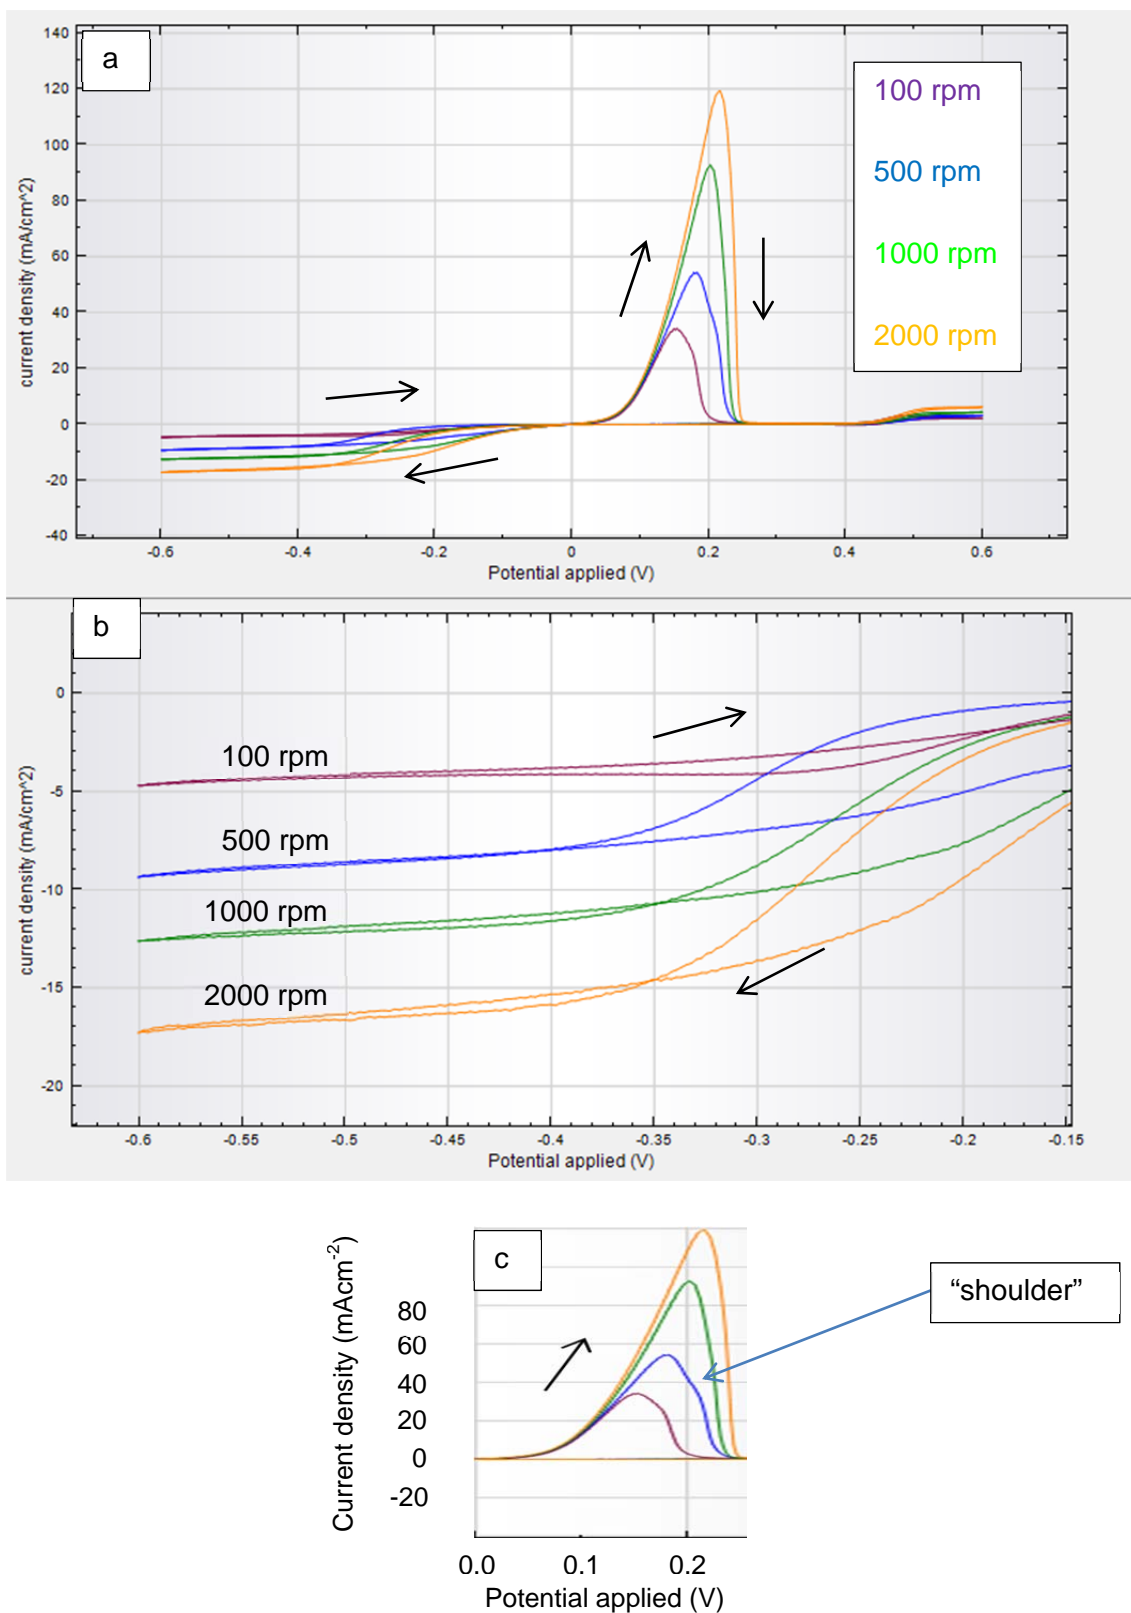 a
140
120
100
80
60
40
20
0
-20
-40
current density (mA/cm^2)
-0.6 -0.4 -0.2 0 0.2 0.4 0.6
Potential applied (V)
100 rpm
500 rpm
1000 rpm
2000 rpm
b
0
-5
-10
-15
-20
current density (mA/cm^2)
100 rpm
500 rpm
1000 rpm
2000 rpm
-0.6 -0.55 -0.5 -0.45 -0.4 -0.35 -0.3 -0.25 -0.2 -0.15
Potential applied (V)
c
“shoulder”
Current density (mAcm-2)
80
60
40
20
0
-20
0.0 0.1 0.2
Potential applied (V)